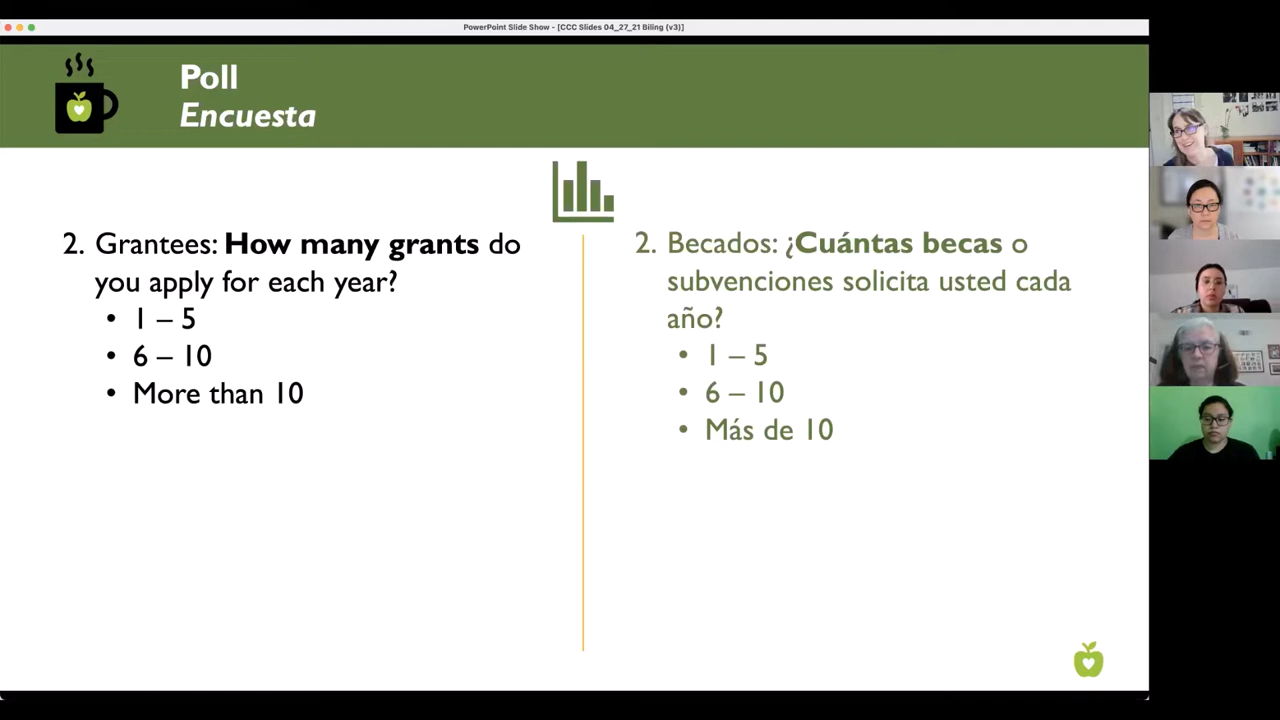 PowerPoint Slide Show - [CCC Slides 04_27_21 Biling (v3)]
Poll
Encuesta
2. Grantees: How many grants do
you apply for each year?
• 1 – 5
• 6 – 10
• More than 10
2. Becados: ¿Cuántas becas o
subvenciones solicita usted cada
año?
• 1 – 5
• 6 – 10
• Más de 10